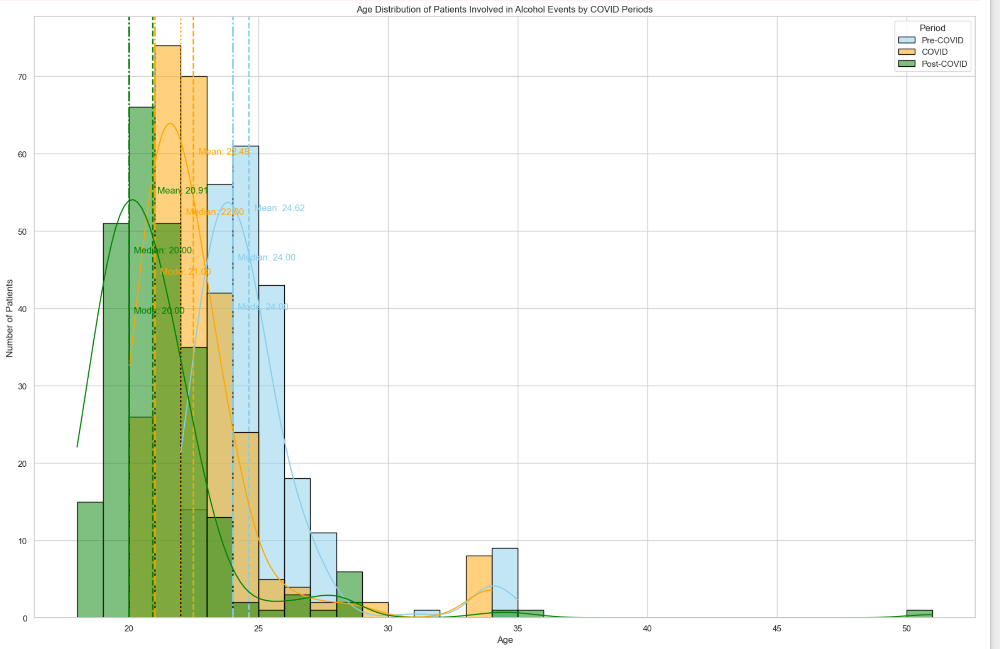 Age Distribution of Patients Involved in Alcohol Events by COVID Periods
Period
Pre-COVID
COVID
Post-COVID
Number of Patients
70
60
50
40
30
20
10
0
Mean: 22.49
Mean: 20.91
Mean: 24.62
Median: 22.00
Median: 20.00
Median: 24.00
Mode: 21.00
Mode: 24.00
Mode: 20.00
20
25
30
35
40
45
50
Age